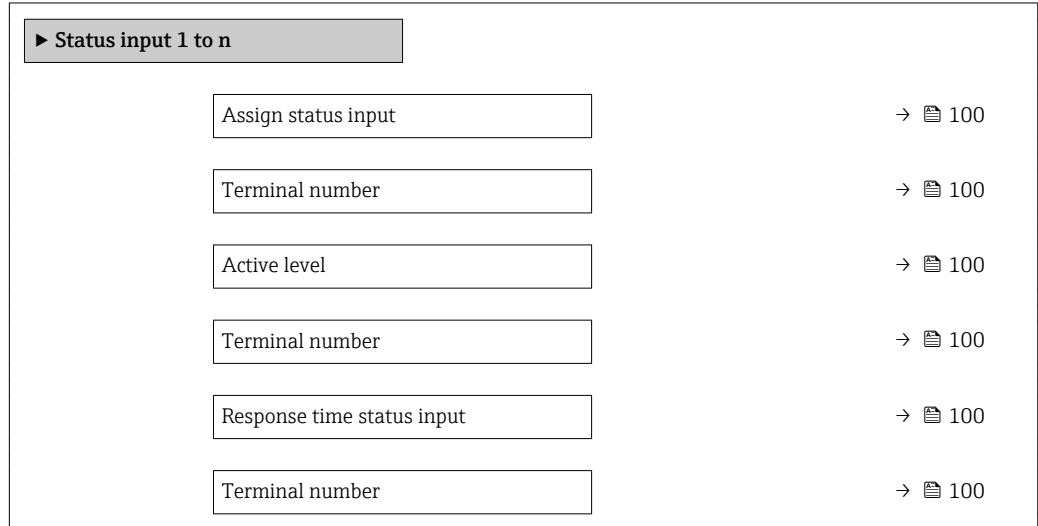 ▶ Status input 1 to n
Assign status input → 100
Terminal number → 100
Active level → 100
Terminal number → 100
Response time status input → 100
Terminal number → 100